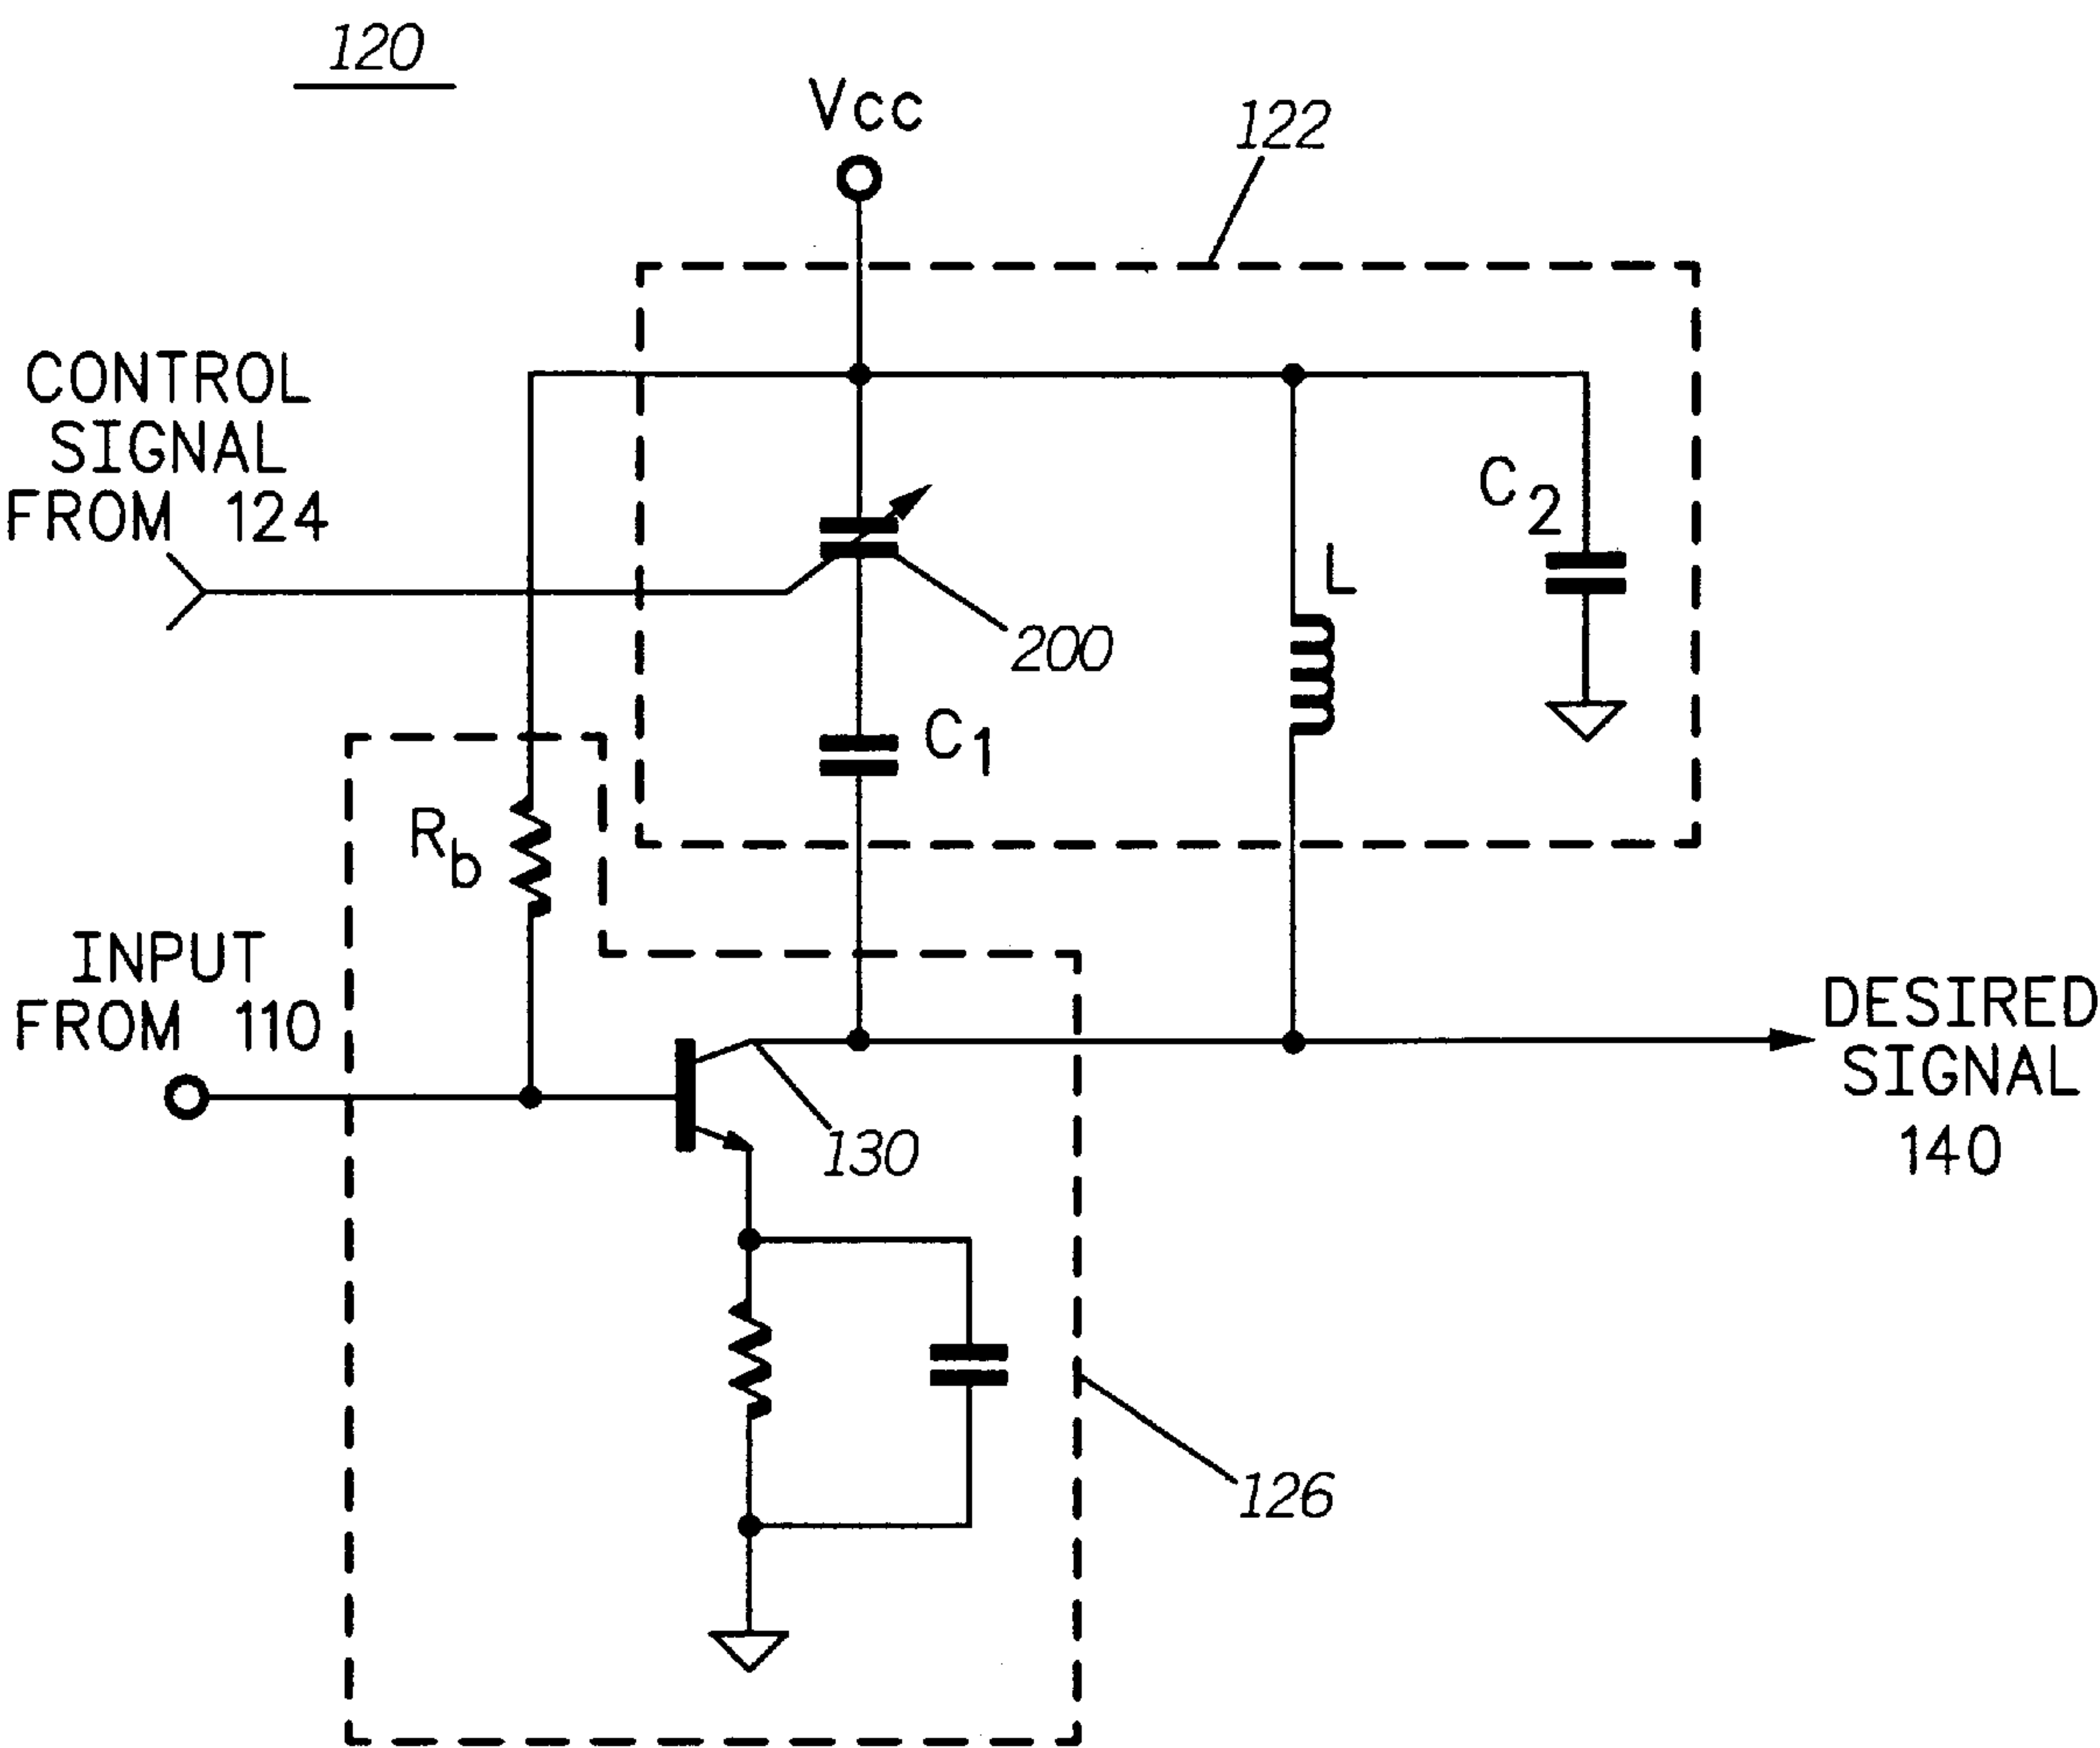 120
Vcc
122
CONTROL
SIGNAL
FROM 124
C2
L
200
C1
Rb
INPUT
FROM 110
DESIRED
SIGNAL
140
130
126